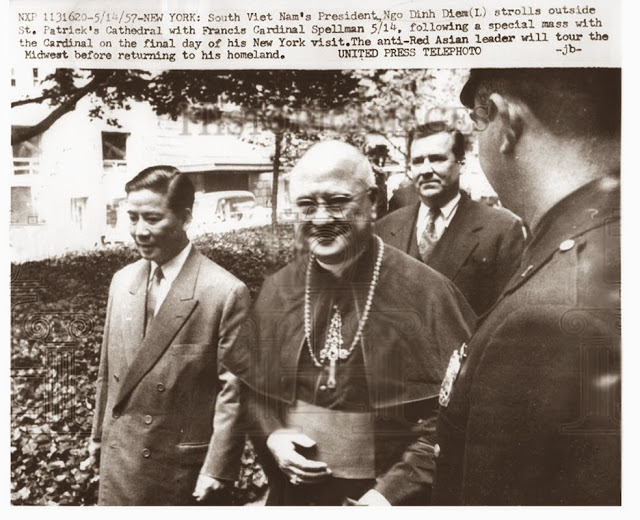 NXP 1131620-5/14/57-NEW YORK: South Viet Nam's President Ngo Dinh Diem(L) strolls outside
St. Patrick's Cathedral with Francis Cardinal Spellman 5/14, following a special mass with
the Cardinal on the final day of his New York visit.The anti-Red Asian leader will tour the
Midwest before returning to his homeland. UNITED PRESS TELEPHOTO -jb-
HISTORIC IMAGES